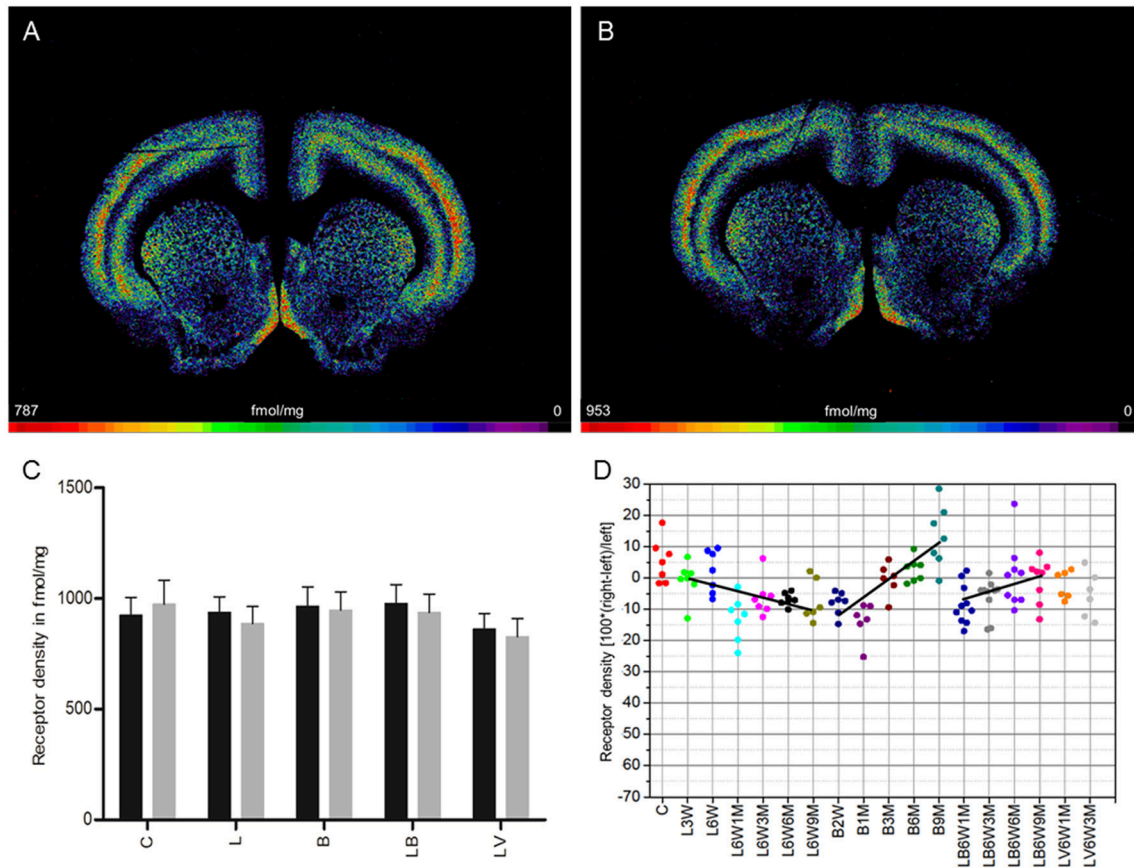 A
787
fmol/mg
0
B
953
fmol/mg
0
C
Receptor density in fmol/mg
1500
1000
500
0
C
L
B
LB
LV
D
Receptor density [100*(right-left)/left]
30
20
10
0
10
20
30
40
50
60
-70
C
L3W
L6W
L6W1M
L6W3M
L6W6M
L6W9M
B2W
B1M
B3M
B6M
B9M
LB6W1M
LB6W3M
LB6W6M
LB6W9M
LV6W1M
LV6W3M